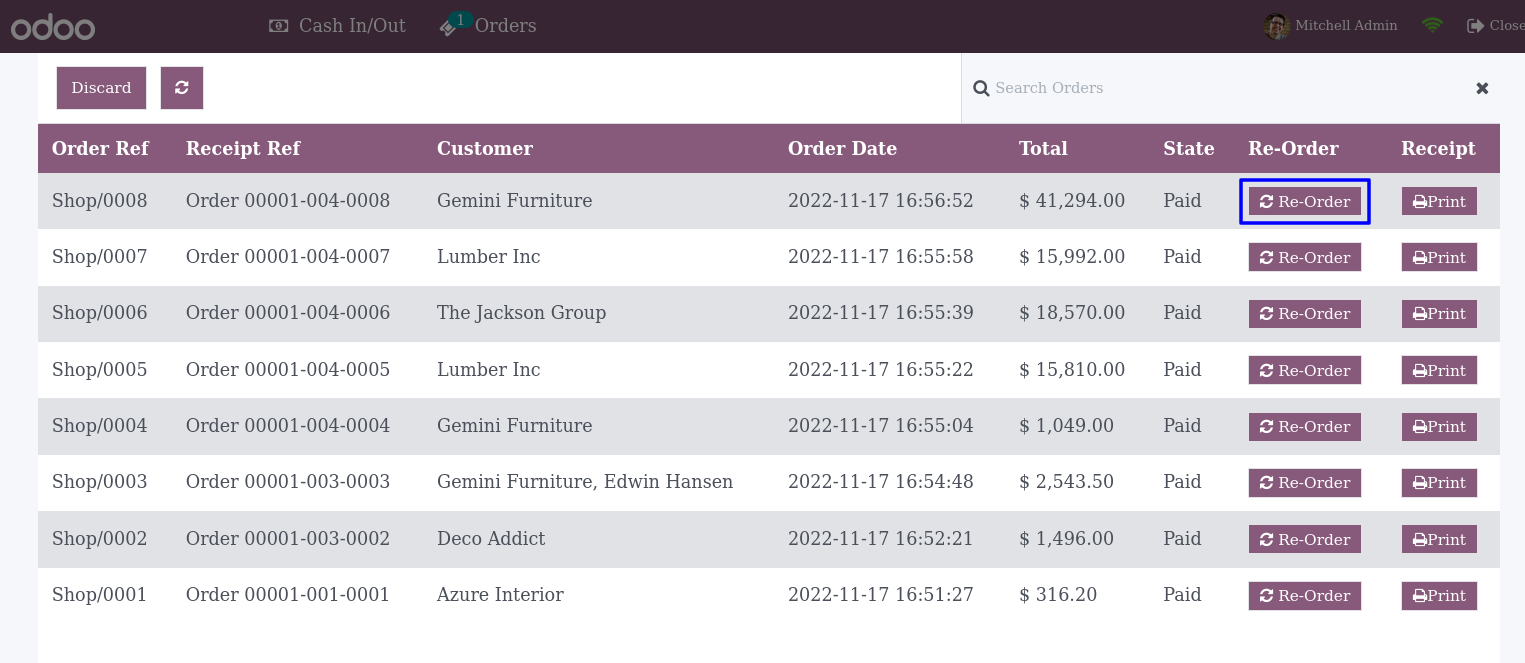 odoo Cash In/Out 1 Orders Mitchell Admin Close
Discard Search Orders
Order Ref Receipt Ref Customer Order Date Total State Re-Order Receipt
Shop/0008 Order 00001-004-0008 Gemini Furniture 2022-11-17 16:56:52 $ 41,294.00 Paid Re-Order Print
Shop/0007 Order 00001-004-0007 Lumber Inc 2022-11-17 16:55:58 $ 15,992.00 Paid Re-Order Print
Shop/0006 Order 00001-004-0006 The Jackson Group 2022-11-17 16:55:39 $ 18,570.00 Paid Re-Order Print
Shop/0005 Order 00001-004-0005 Lumber Inc 2022-11-17 16:55:22 $ 15,810.00 Paid Re-Order Print
Shop/0004 Order 00001-004-0004 Gemini Furniture 2022-11-17 16:55:04 $ 1,049.00 Paid Re-Order Print
Shop/0003 Order 00001-003-0003 Gemini Furniture, Edwin Hansen 2022-11-17 16:54:48 $ 2,543.50 Paid Re-Order Print
Shop/0002 Order 00001-003-0002 Deco Addict 2022-11-17 16:52:21 $ 1,496.00 Paid Re-Order Print
Shop/0001 Order 00001-001-0001 Azure Interior 2022-11-17 16:51:27 $ 316.20 Paid Re-Order Print